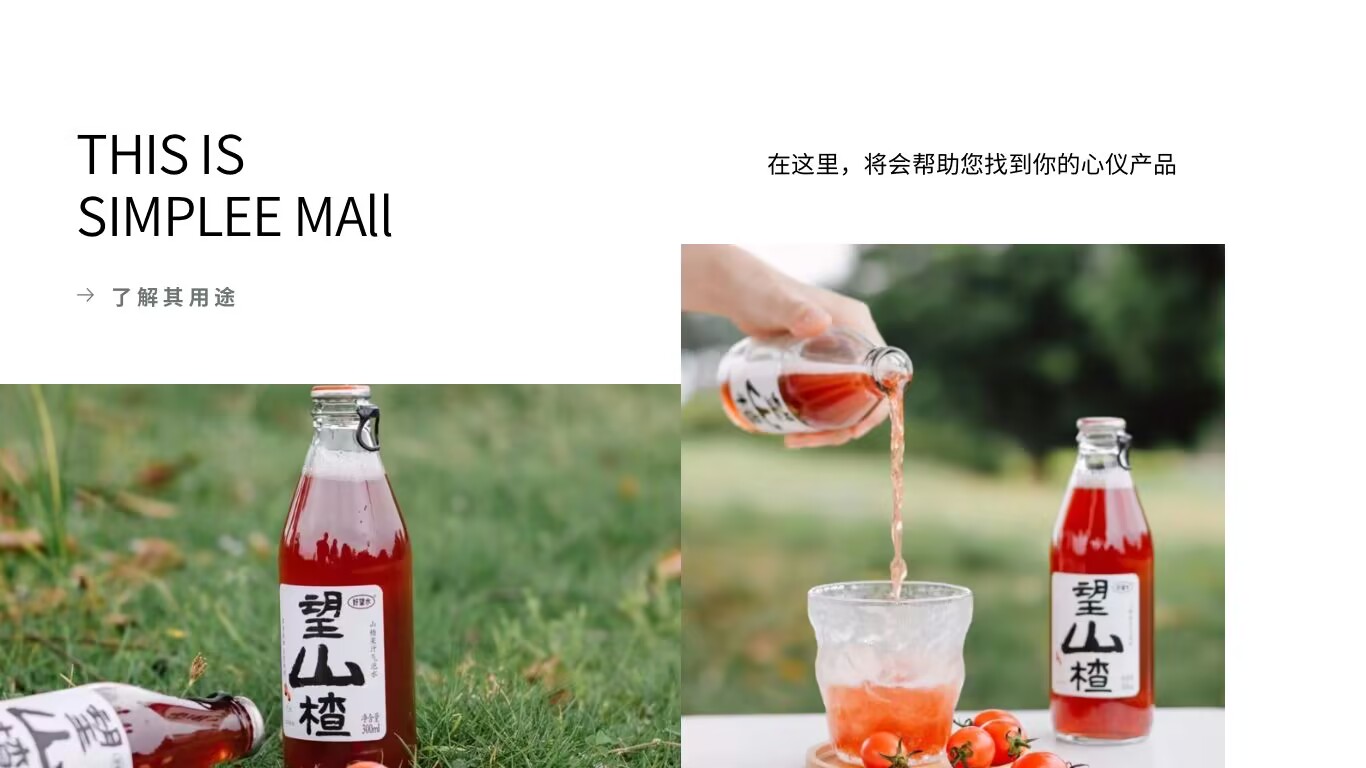 THIS IS
SIMPLEE MAll
→ 了解其用途
在这里，将会帮助您找到你的心仪产品
望
山
楂
好望水
山楂果汁气泡水
净含量
300ml
望
山
楂
望
山
楂